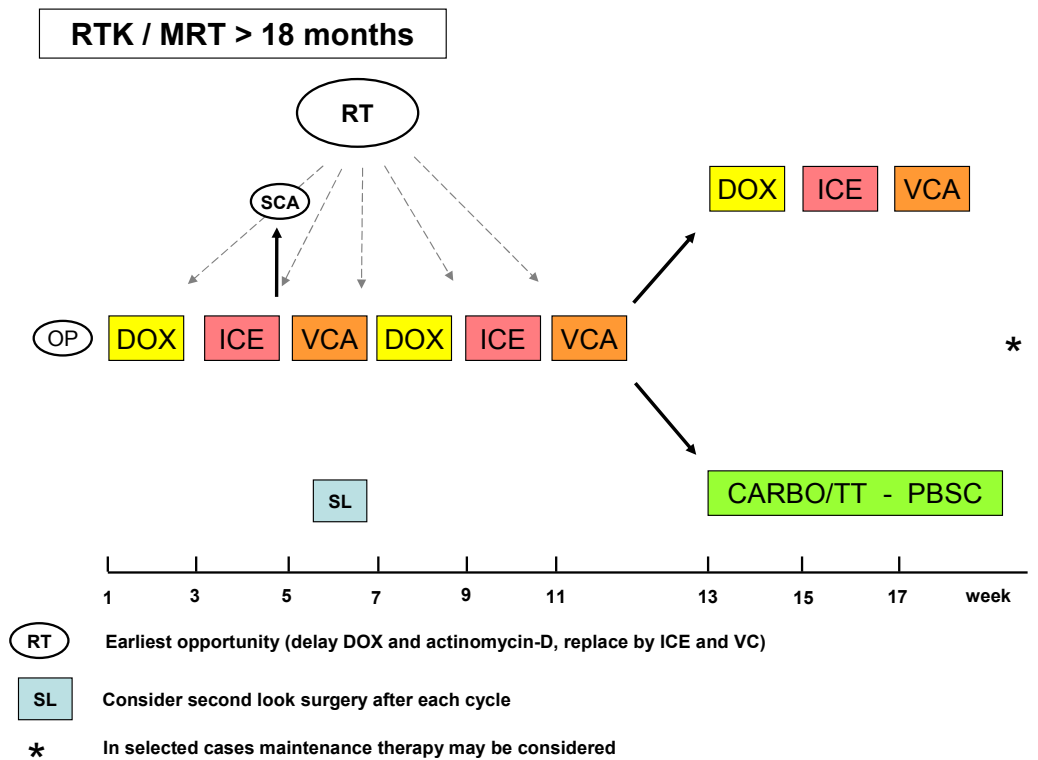 RTK / MRT > 18 months
RT
SCA
DOX ICE VCA
OP DOX ICE VCA DOX ICE VCA
*
SL
CARBO/TT - PBSC
1 3 5 7 9 11 13 15 17 week
RT Earliest opportunity (delay DOX and actinomycin-D, replace by ICE and VC)
SL Consider second look surgery after each cycle
* In selected cases maintenance therapy may be considered